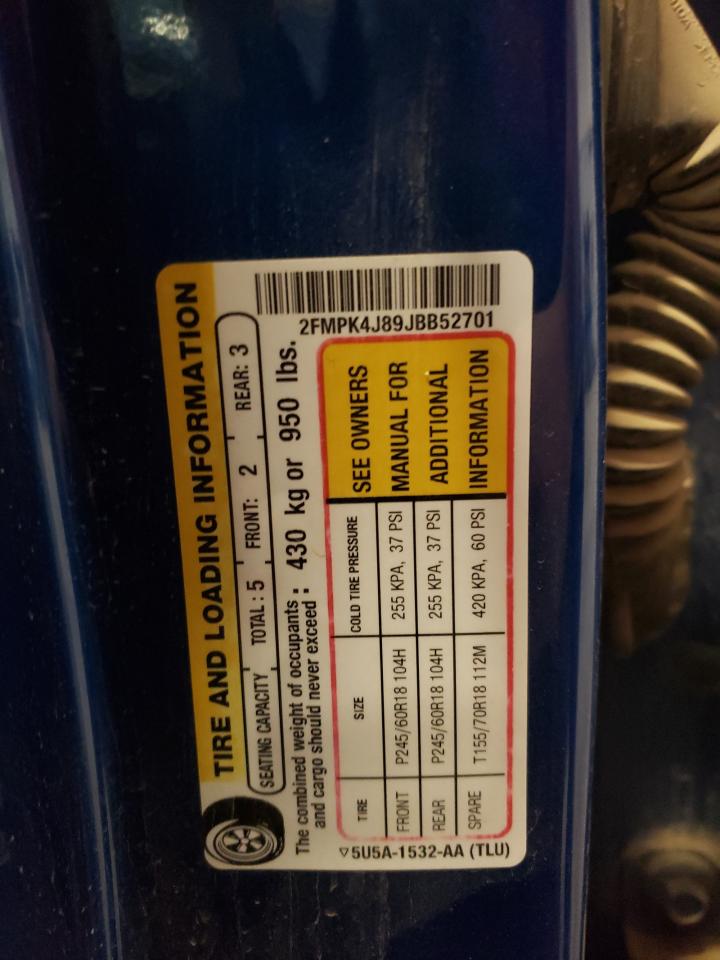 TIRE AND LOADING INFORMATION
SEATING CAPACITY TOTAL : 5 FRONT: 2 REAR: 3
The combined weight of occupants : 430 kg or 950 lbs.
and cargo should never exceed :
2FMPK4J89JBB52701
TIRE SIZE COLD TIRE PRESSURE
FRONT P245/60R18 104H 255 KPA, 37 PSI
REAR P245/60R18 104H 255 KPA, 37 PSI
SPARE T155/70R18 112M 420 KPA, 60 PSI
SEE OWNERS
MANUAL FOR
ADDITIONAL
INFORMATION
▽5U5A-1532-AA (TLU)